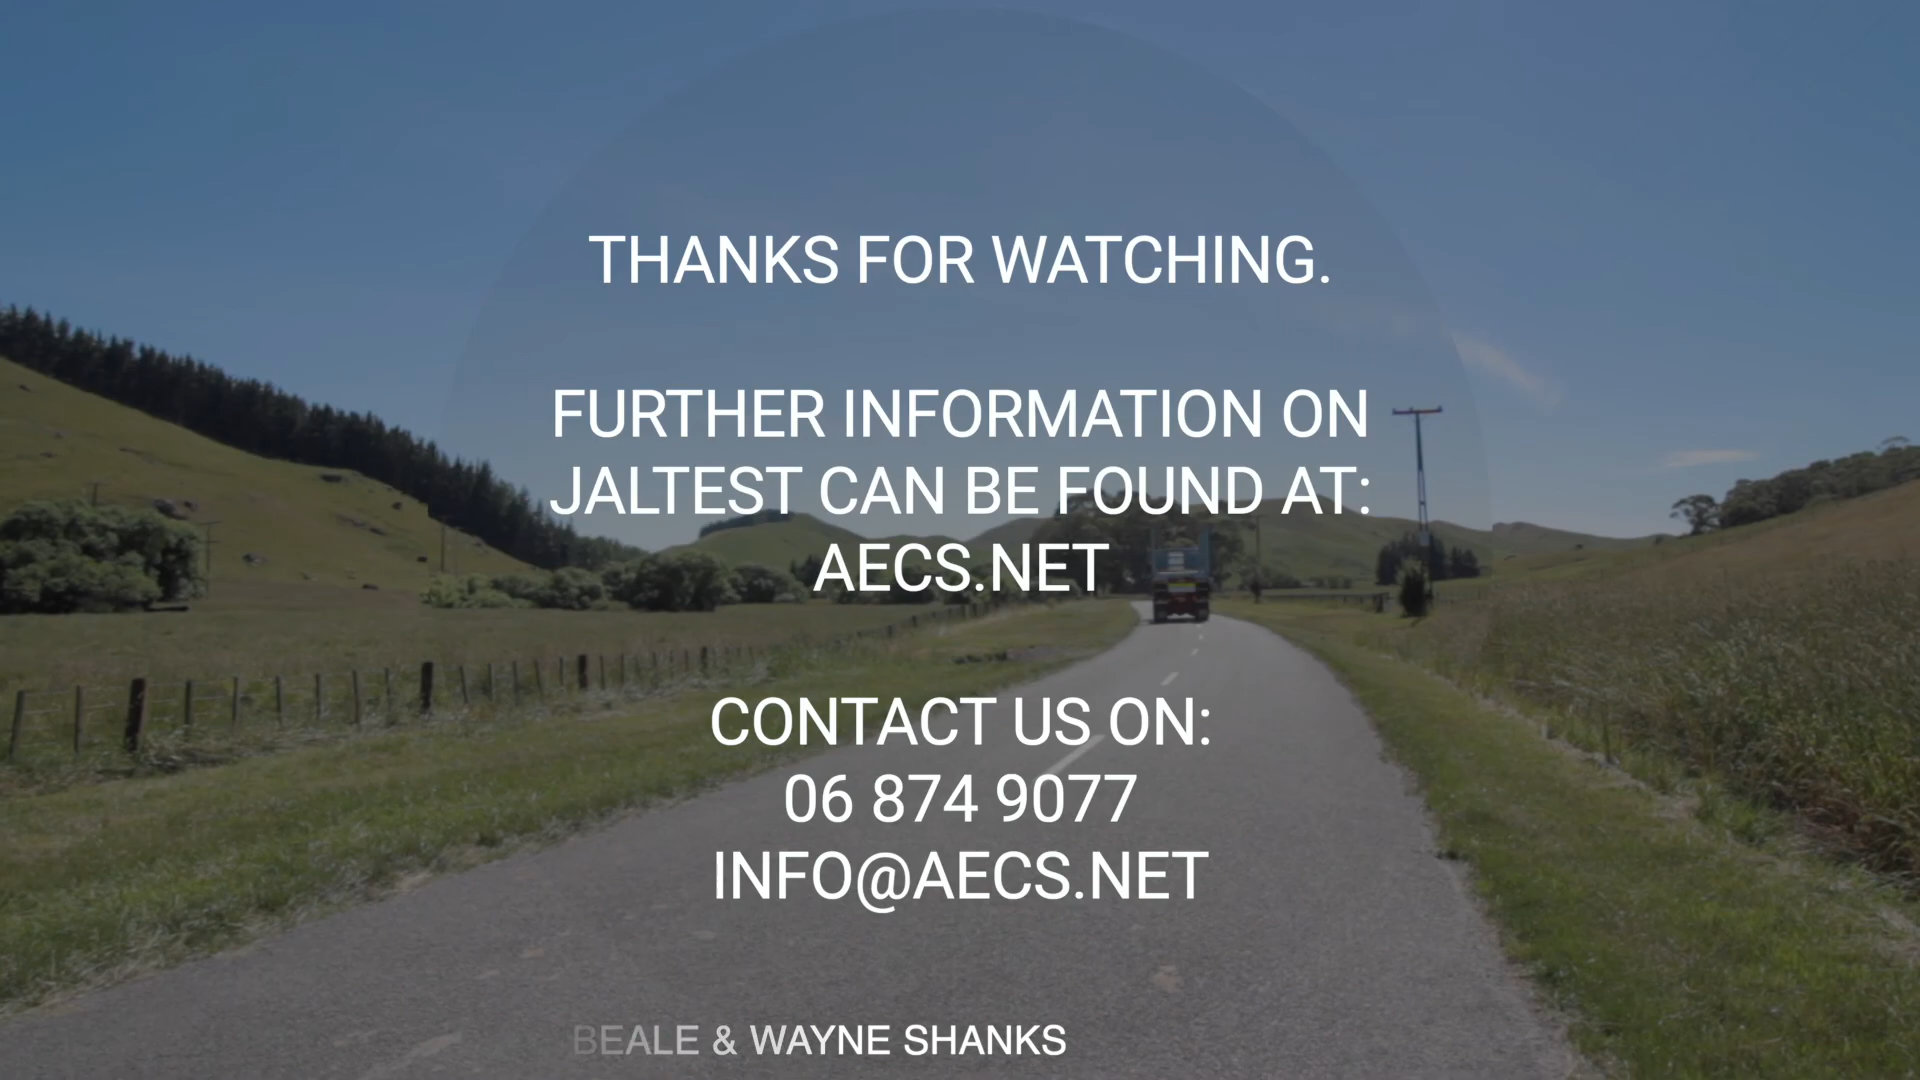 THANKS FOR WATCHING.
FURTHER INFORMATION ON
JALTEST CAN BE FOUND AT:
AECS.NET
CONTACT US ON:
06 874 9077
INFO@AECS.NET
BEALE & WAYNE SHANKS